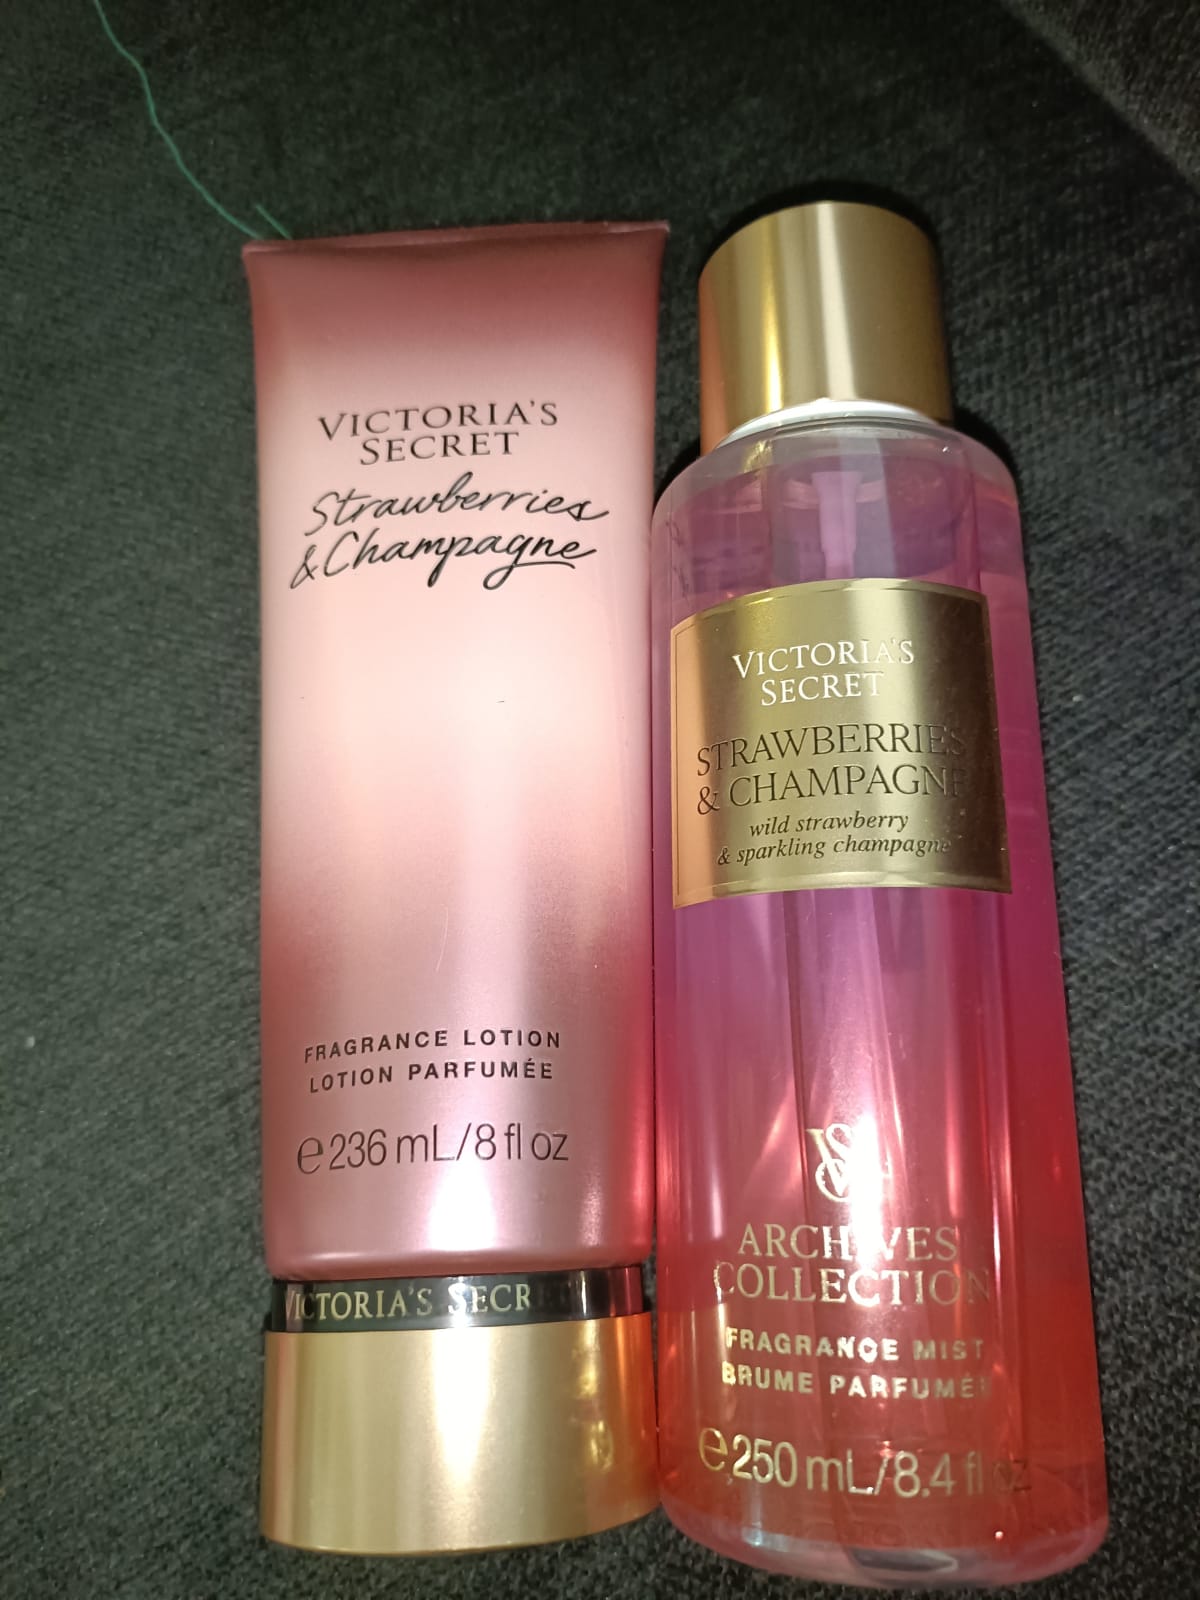 VICTORIA'S
SECRET
Strawberries
& Champagne
FRAGRANCE LOTION
LOTION PARFUMÉE
e 236 mL/8 fl oz
VICTORIA'S SECR
VICTORIA'S
SECRET
STRAWBERRIES
& CHAMPAGNE
wild strawberry
& sparkling champagne
VS
ARCHIVES
COLLECTION
FRAGRANCE MIST
BRUME PARFUMÉE
e 250 mL/8.4 fl oz